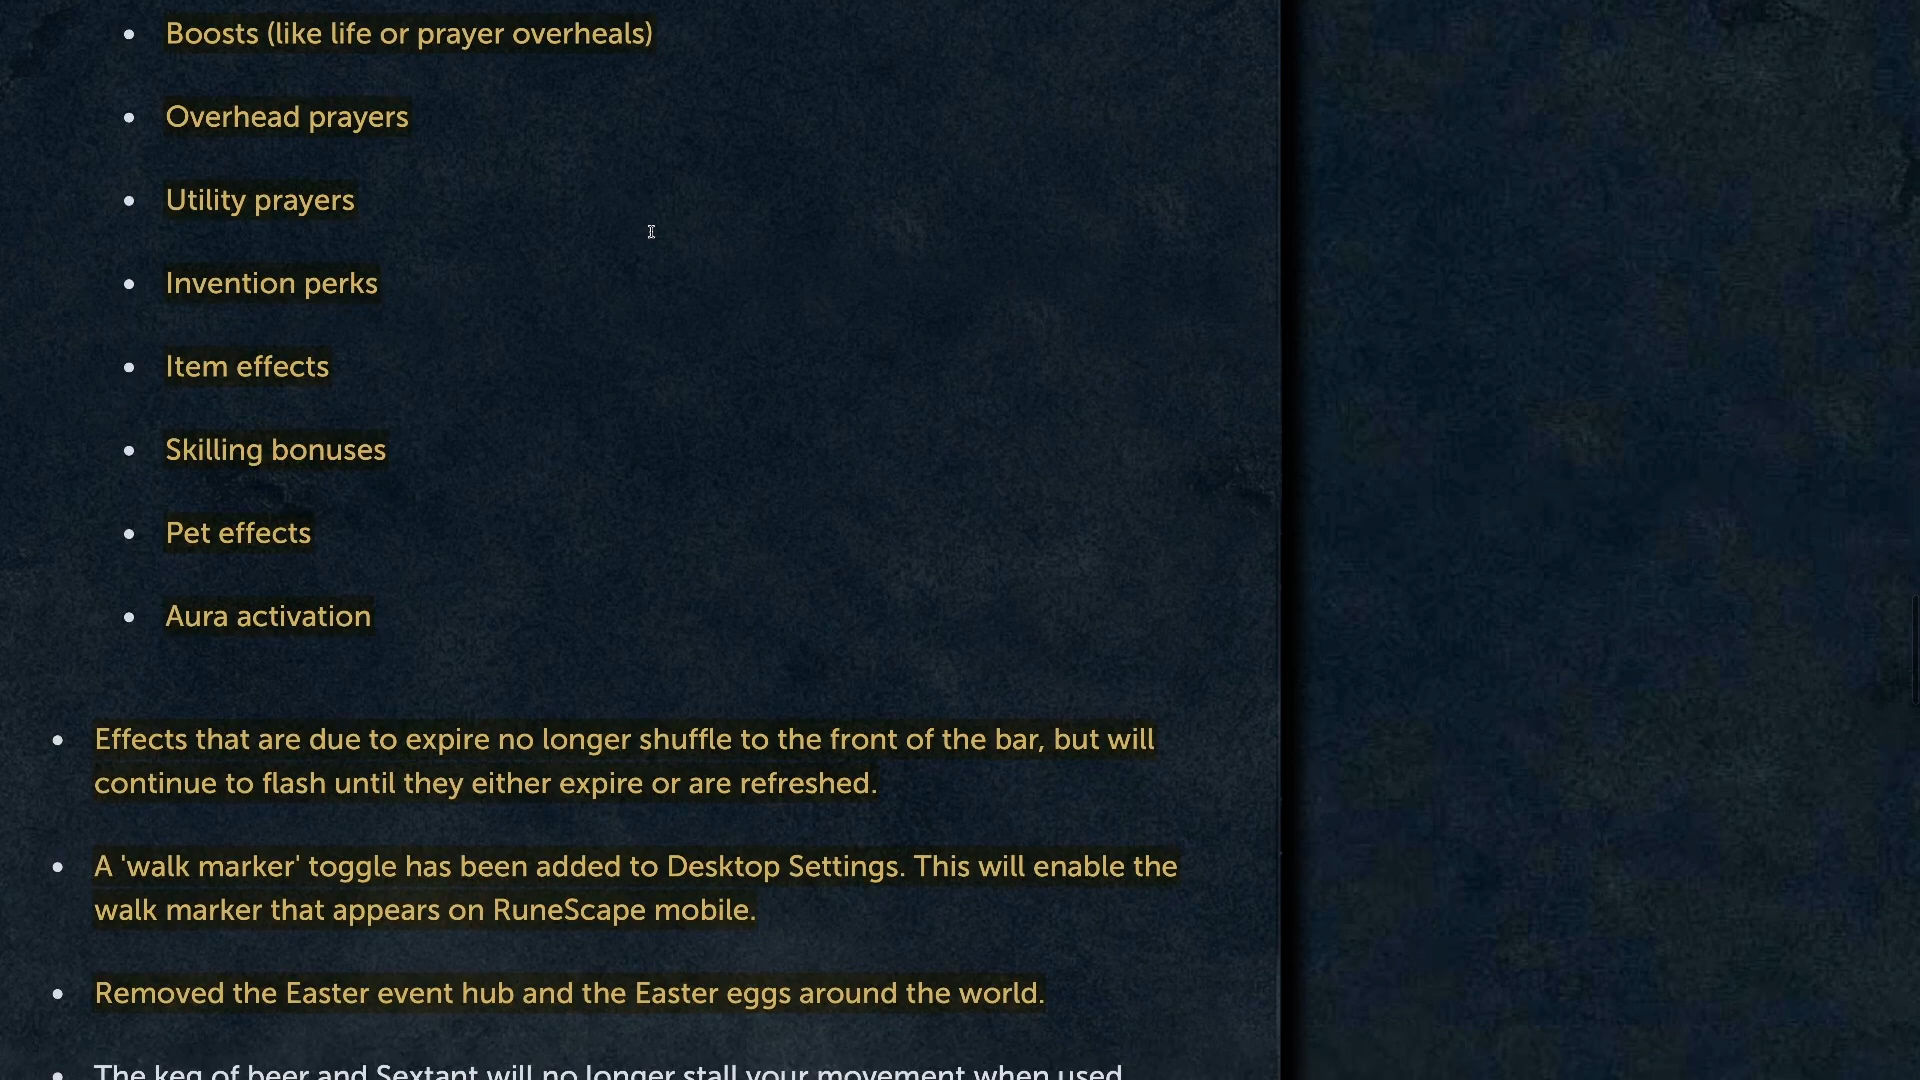 Boosts (like life or prayer overheals)
Overhead prayers
Utility prayers
Invention perks
Item effects
Skilling bonuses
Pet effects
Aura activation
Effects that are due to expire no longer shuffle to the front of the bar, but will
continue to flash until they either expire or are refreshed.
A 'walk marker' toggle has been added to Desktop Settings. This will enable the
walk marker that appears on RuneScape mobile.
Removed the Easter event hub and the Easter eggs around the world.
The keg of beer and Sextant will no longer stall your movement when used